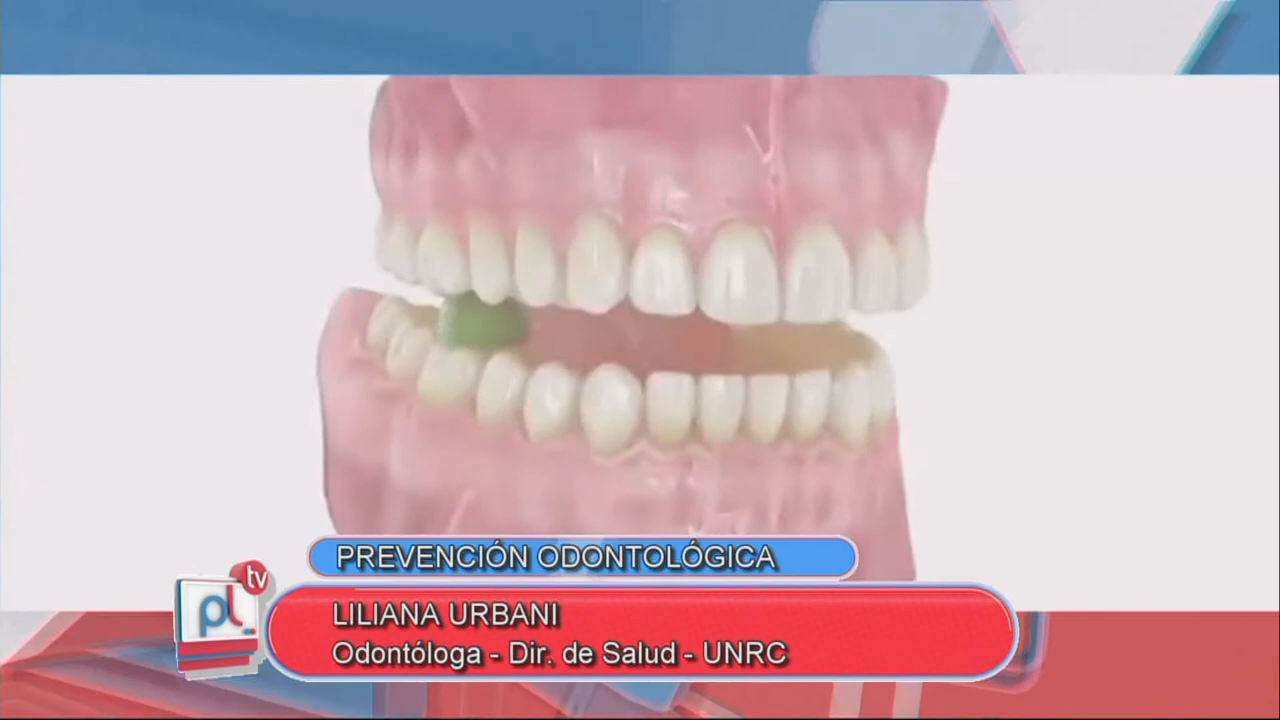 PREVENCIÓN ODONTOLÓGICA
tv
pl
LILIANA URBANI
Odontóloga - Dir. de Salud - UNRC